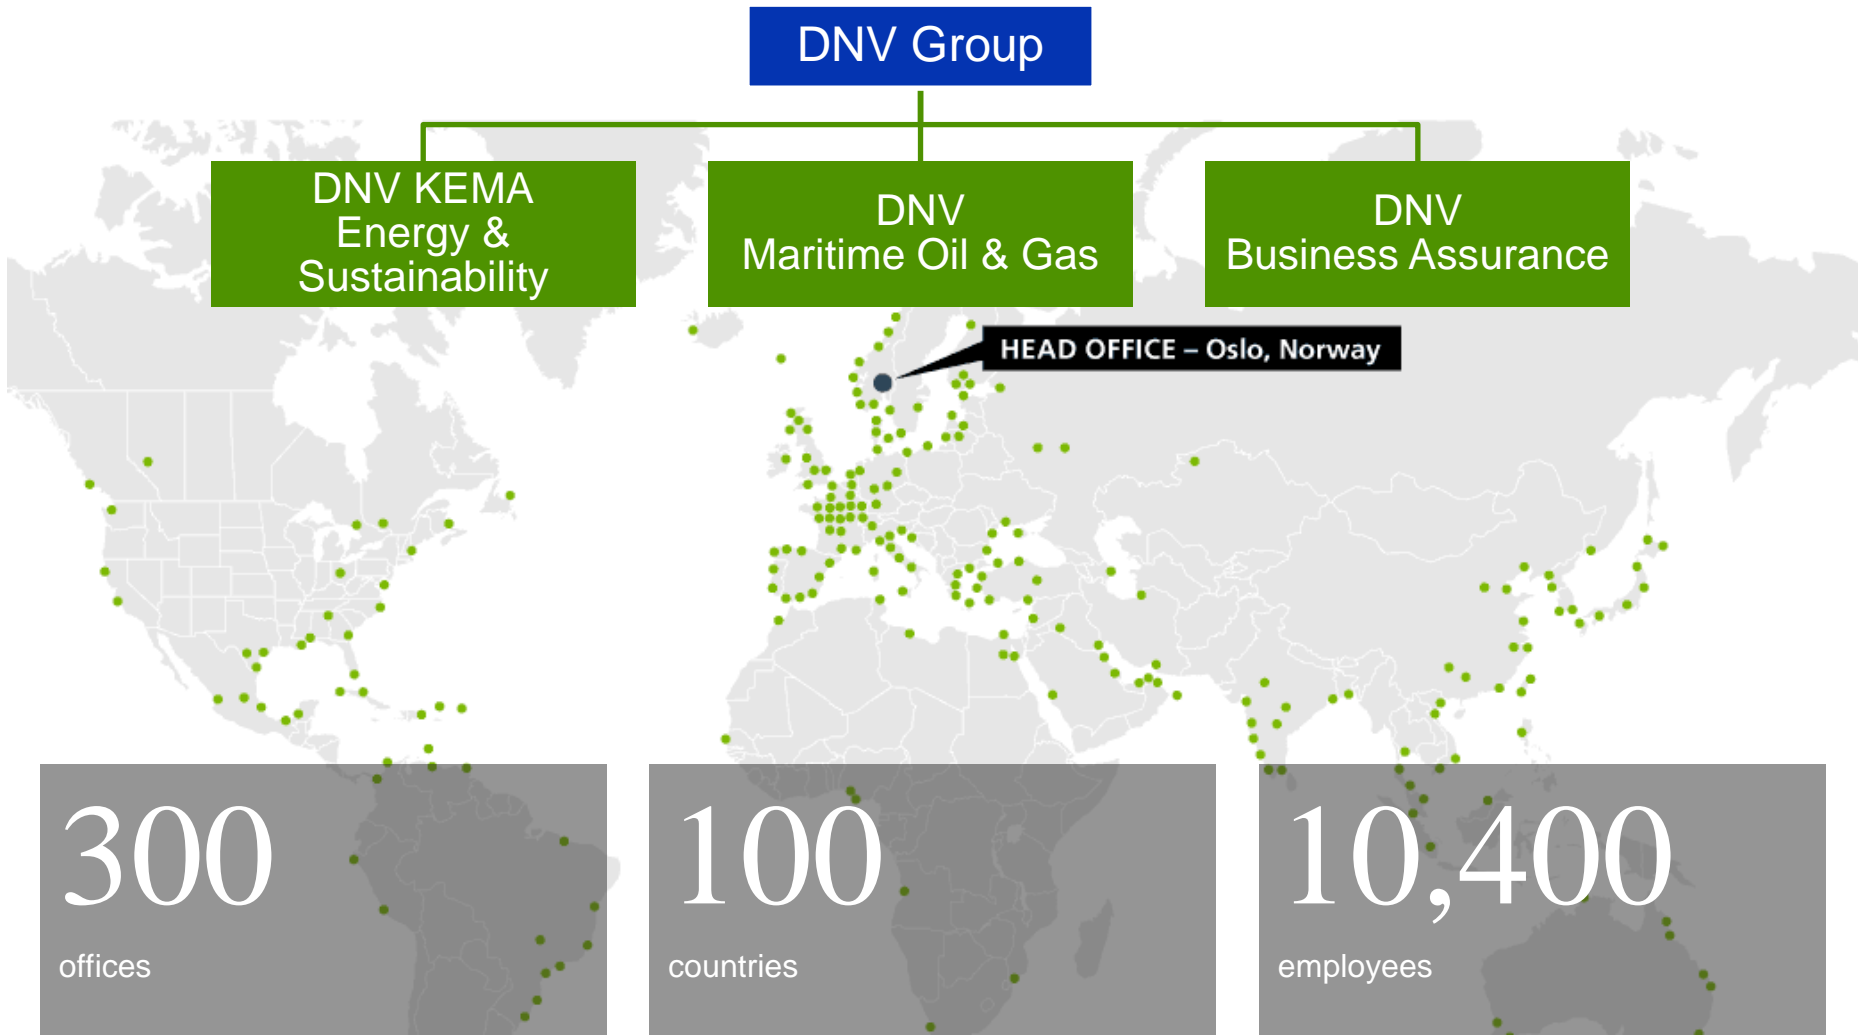 DNV Group
DNV KEMA
Energy &
Sustainability
DNV
Maritime Oil & Gas
DNV
Business Assurance
HEAD OFFICE – Oslo, Norway
300
offices
100
countries
10,400
employees